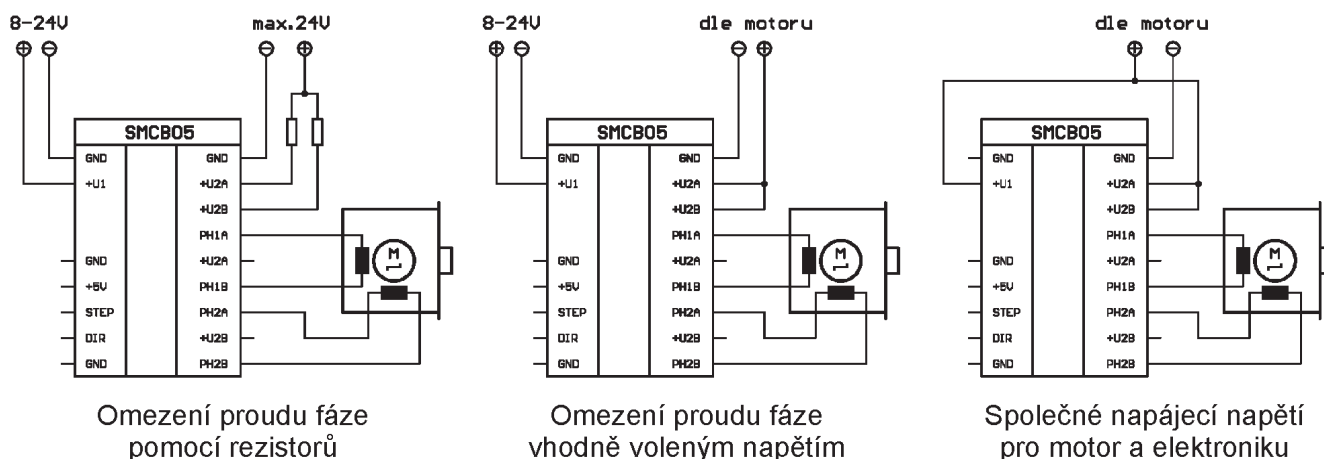 8-24V max.24V
SMCB05
GND GND
+U1 +U2A
+U2B
PH1A
GND +U2A
+5V PH1B
STEP PH2A
DIR +U2B
GND PH2B
M
Omezení proudu fáze
pomocí rezistorů
8-24V dle motoru
SMCB05
GND GND
+U1 +U2A
+U2B
PH1A
GND +U2A
+5V PH1B
STEP PH2A
DIR +U2B
GND PH2B
M
Omezení proudu fáze
vhodně voleným napětím
dle motoru
SMCB05
GND GND
+U1 +U2A
+U2B
PH1A
GND +U2A
+5V PH1B
STEP PH2A
DIR +U2B
GND PH2B
M
Společné napájecí napětí
pro motor a elektroniku